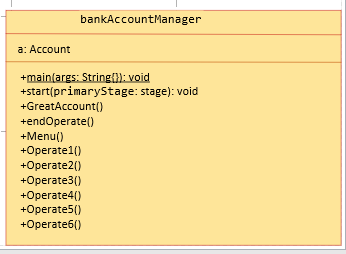 bankAccountManager
a: Account
+main(args: String{}): void
+start(primaryStage: stage): void
+GreatAccount()
+endOperate()
+Menu()
+Operate1()
+Operate2()
+Operate3()
+Operate4()
+Operate5()
+Operate6()